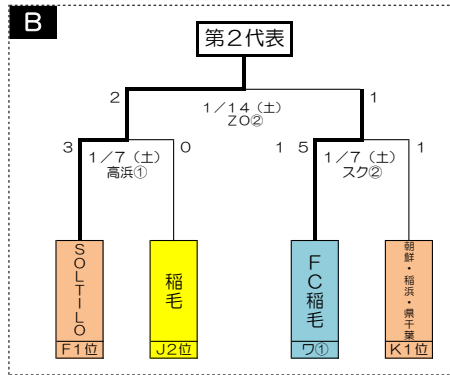 B
第2代表
2
1
1/14（土）
ZO②
3
0
1
5
1
1/7（土）
高浜①
1/7（土）
スク②
SOLTILO
稲毛
FC稲毛
朝鮮・稲浜・県千葉
F1位
J2位
ワ①
K1位